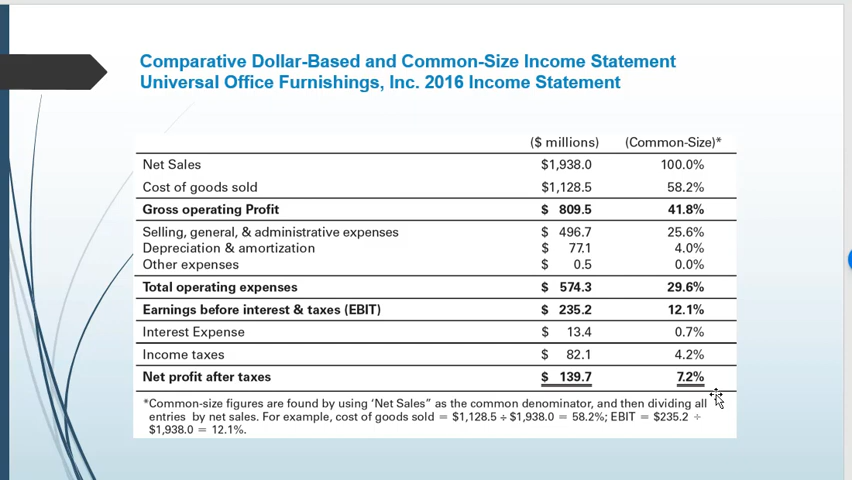 Comparative Dollar-Based and Common-Size Income Statement
Universal Office Furnishings, Inc. 2016 Income Statement
($ millions) (Common-Size)*
Net Sales $1,938.0 100.0%
Cost of goods sold $1,128.5 58.2%
Gross operating Profit $ 809.5 41.8%
Selling, general, & administrative expenses $ 496.7 25.6%
Depreciation & amortization $ 77.1 4.0%
Other expenses $ 0.5 0.0%
Total operating expenses $ 574.3 29.6%
Earnings before interest & taxes (EBIT) $ 235.2 12.1%
Interest Expense $ 13.4 0.7%
Income taxes $ 82.1 4.2%
Net profit after taxes $ 139.7 7.2%
*Common-size figures are found by using ‘Net Sales” as the common denominator, and then dividing all
entries by net sales. For example, cost of goods sold = $1,128.5 ÷ $1,938.0 = 58.2%; EBIT = $235.2 ÷
$1,938.0 = 12.1%.